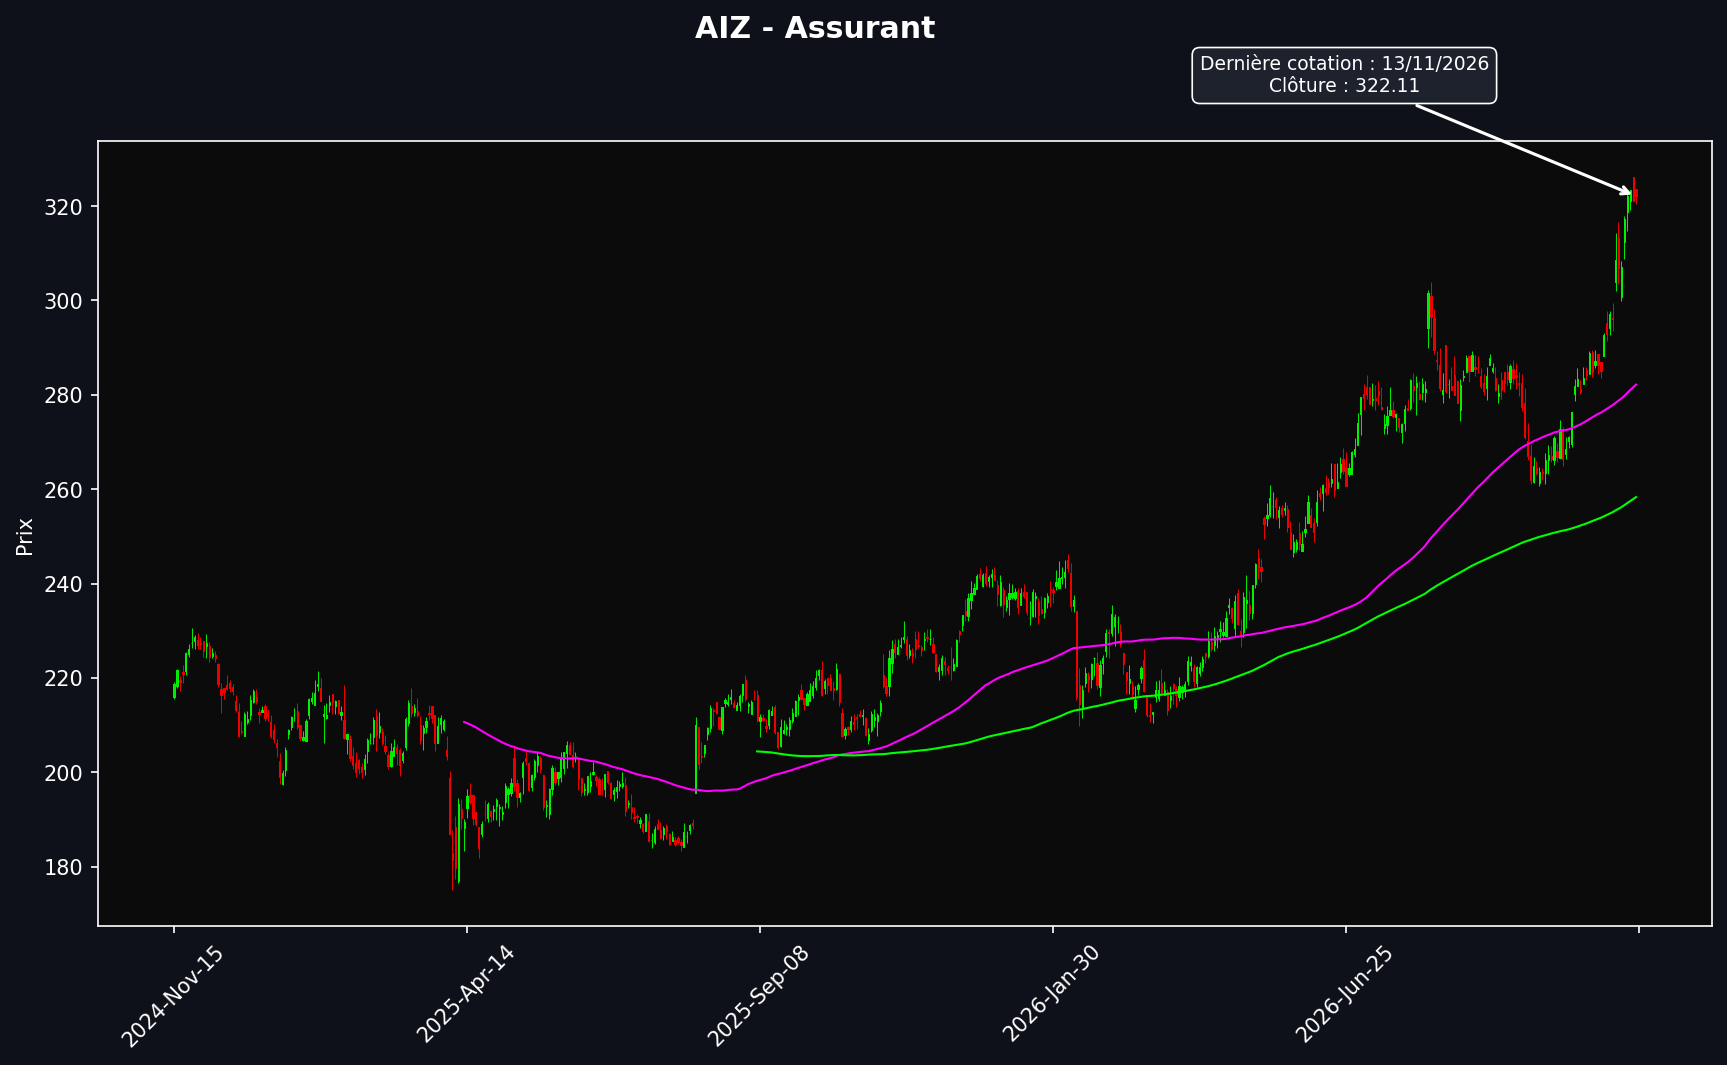 AIZ - Assurant
Dernière cotation : 13/11/2026
Clôture : 322.11
Prix
320
300
280
260
240
220
200
180
2024-Nov-15
2025-Apr-14
2025-Sep-08
2026-Jan-30
2026-Jun-25